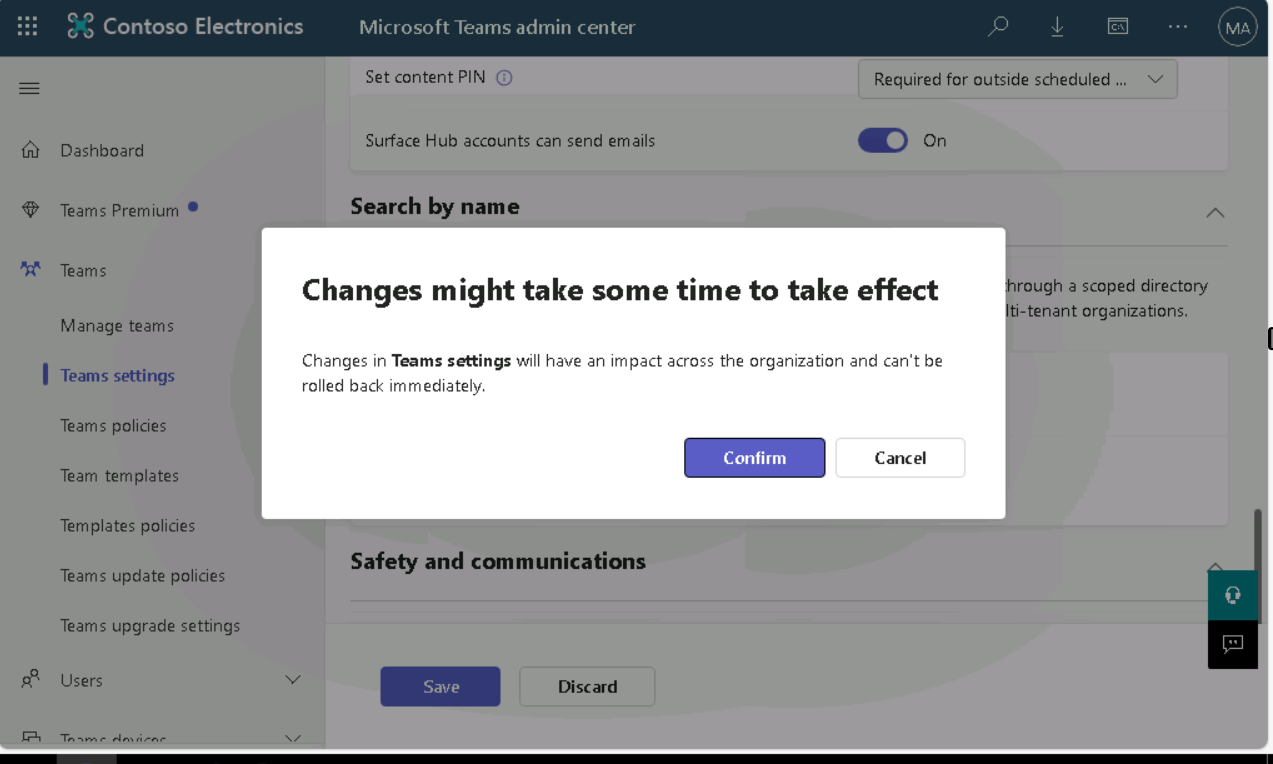 Contoso Electronics
Microsoft Teams admin center
MA
Set content PIN
Required for outside scheduled ...
Surface Hub accounts can send emails
On
Dashboard
Teams Premium
Teams
Manage teams
Teams settings
Teams policies
Team templates
Templates policies
Teams update policies
Teams upgrade settings
Users
Teams devices
Search by name
through a scoped directory
lti-tenant organizations.
Changes might take some time to take effect
Changes in Teams settings will have an impact across the organization and can't be
rolled back immediately.
Confirm
Cancel
Safety and communications
Save
Discard